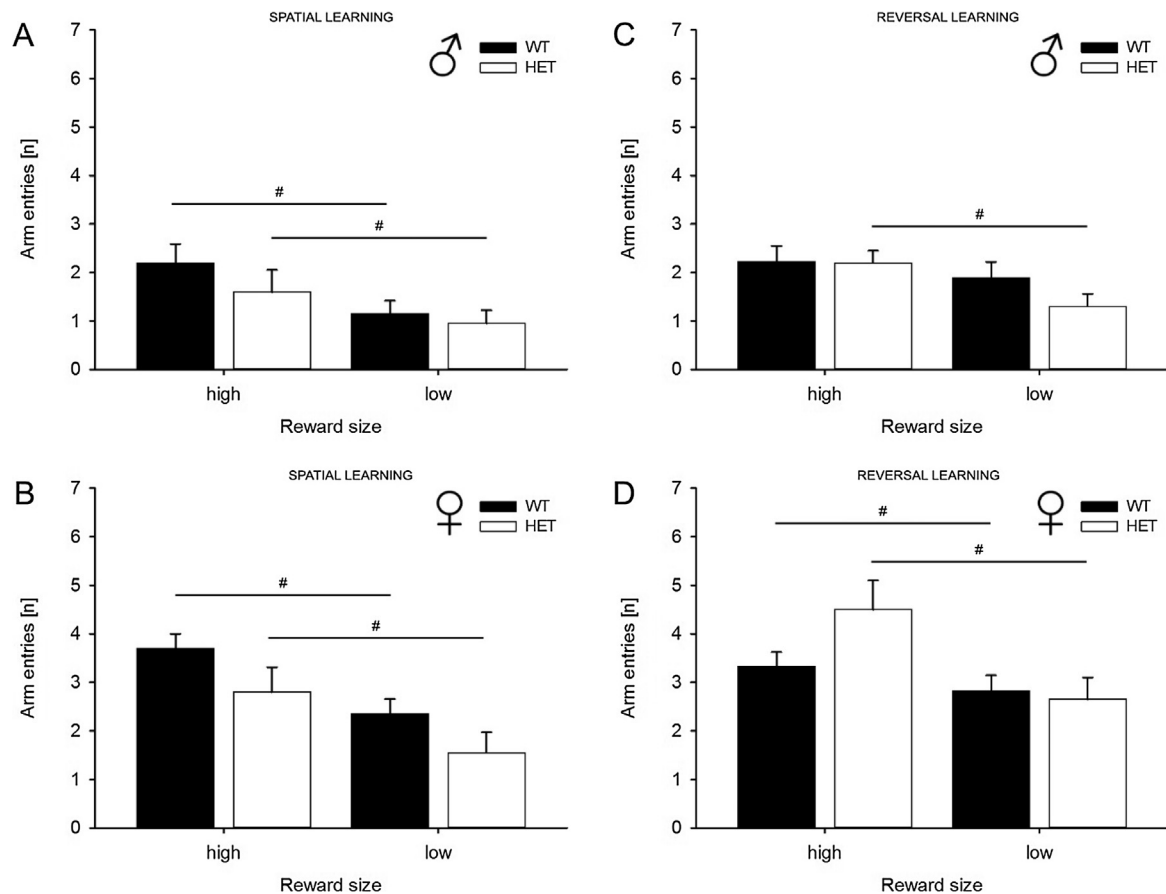 A
SPATIAL LEARNING
WT
HET
7
6
5
4
3
2
1
0
Arm entries [n]
#
#
high
low
Reward size
C
REVERSAL LEARNING
WT
HET
7
6
5
4
3
2
1
0
Arm entries [n]
#
high
low
Reward size
B
SPATIAL LEARNING
WT
HET
7
6
5
4
3
2
1
0
Arm entries [n]
#
#
high
low
Reward size
D
REVERSAL LEARNING
WT
HET
7
6
5
4
3
2
1
0
Arm entries [n]
#
#
high
low
Reward size